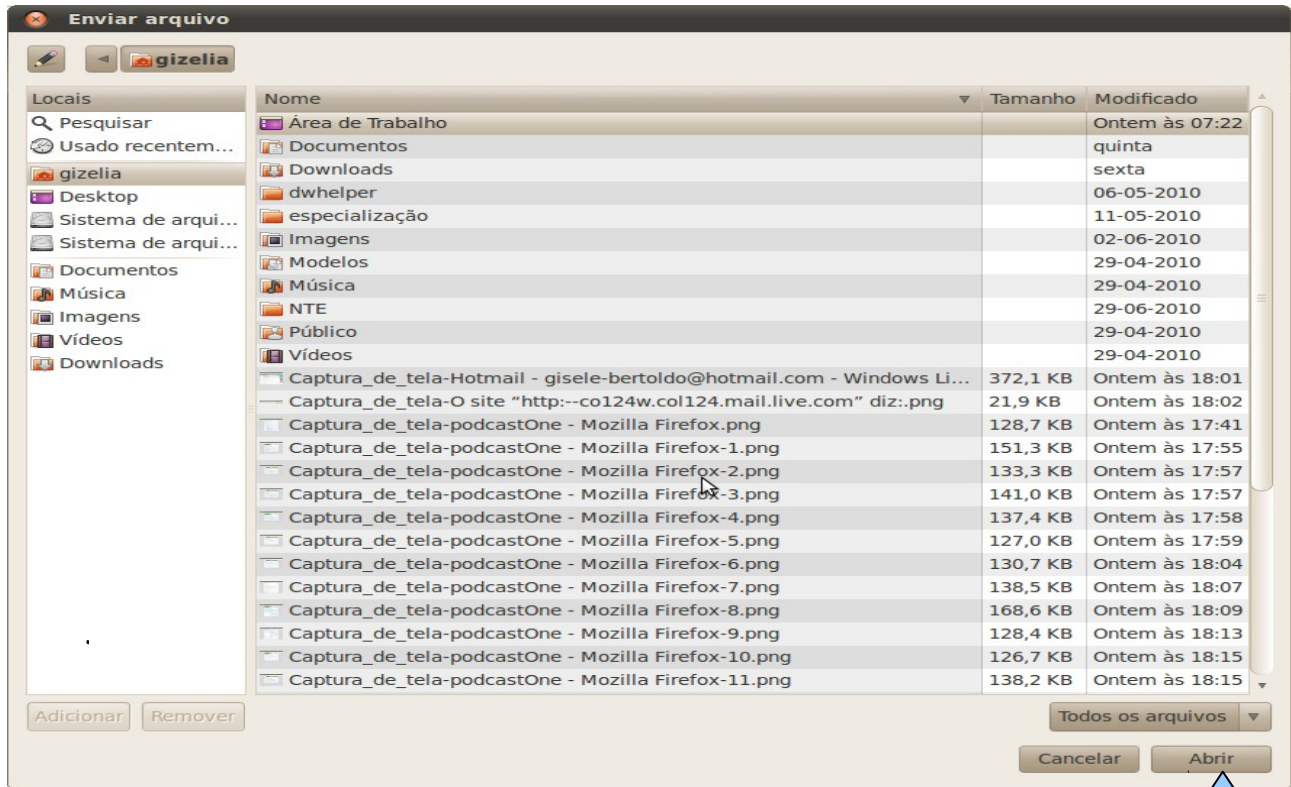 Enviar arquivo
gizelia
Locais
Pesquisar
Usado recentem...
gizelia
Desktop
Sistema de arqui...
Sistema de arqui...
Documentos
Música
Imagens
Vídeos
Downloads
Nome Tamanho Modificado
Área de Trabalho Ontem às 07:22
Documentos quinta
Downloads sexta
dwhelper 06-05-2010
especialização 11-05-2010
Imagens 02-06-2010
Modelos 29-04-2010
Música 29-04-2010
NTE 29-06-2010
Público 29-04-2010
Vídeos 29-04-2010
Captura_de_tela-Hotmail - gisele-bertoldo@hotmail.com - Windows Li... 372,1 KB Ontem às 18:01
Captura_de_tela-O site “http:--co124w.col124.mail.live.com” diz:.png 21,9 KB Ontem às 18:02
Captura_de_tela-podcastOne - Mozilla Firefox.png 128,7 KB Ontem às 17:41
Captura_de_tela-podcastOne - Mozilla Firefox-1.png 151,3 KB Ontem às 17:55
Captura_de_tela-podcastOne - Mozilla Firefox-2.png 133,3 KB Ontem às 17:57
Captura_de_tela-podcastOne - Mozilla Firefox-3.png 141,0 KB Ontem às 17:57
Captura_de_tela-podcastOne - Mozilla Firefox-4.png 137,4 KB Ontem às 17:58
Captura_de_tela-podcastOne - Mozilla Firefox-5.png 127,0 KB Ontem às 17:59
Captura_de_tela-podcastOne - Mozilla Firefox-6.png 130,7 KB Ontem às 18:04
Captura_de_tela-podcastOne - Mozilla Firefox-7.png 138,5 KB Ontem às 18:07
Captura_de_tela-podcastOne - Mozilla Firefox-8.png 168,6 KB Ontem às 18:09
Captura_de_tela-podcastOne - Mozilla Firefox-9.png 128,4 KB Ontem às 18:13
Captura_de_tela-podcastOne - Mozilla Firefox-10.png 126,7 KB Ontem às 18:15
Captura_de_tela-podcastOne - Mozilla Firefox-11.png 138,2 KB Ontem às 18:15
Adicionar Remover Todos os arquivos
Cancelar Abrir